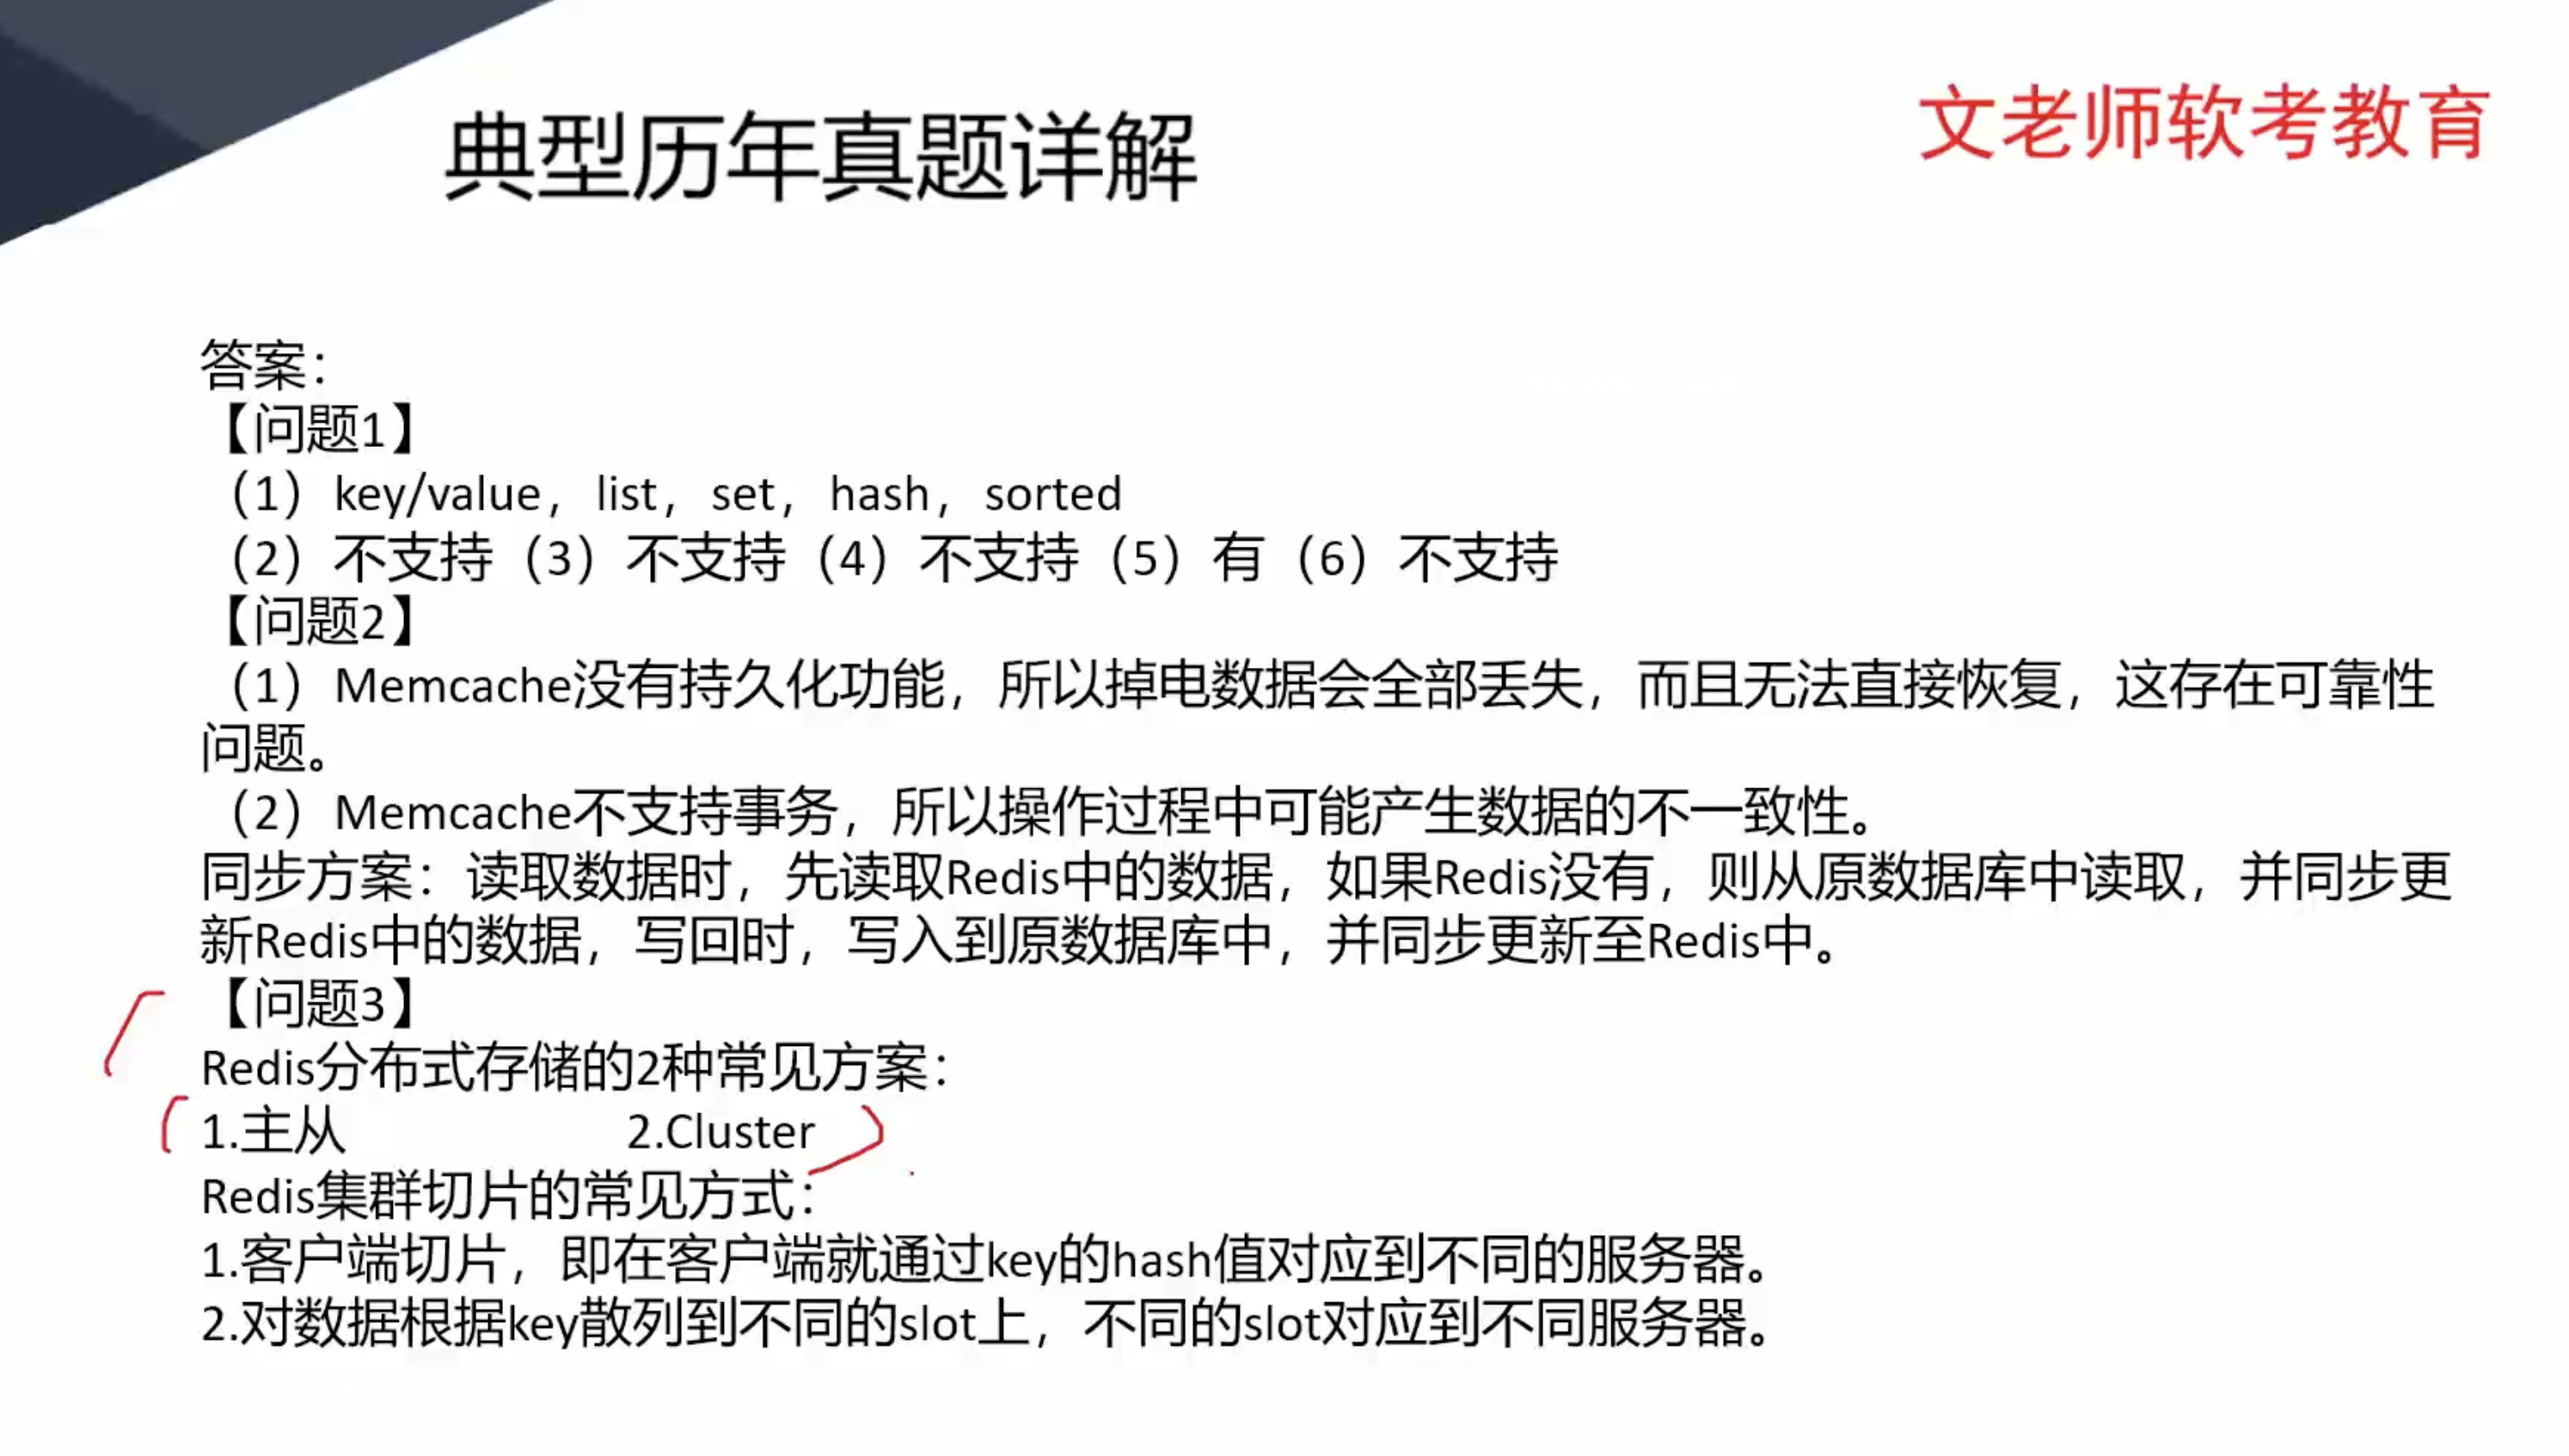 典型历年真题详解
文老师软考教育
答案：
【问题1】
（1）key/value，list，set，hash，sorted
（2）不支持（3）不支持（4）不支持（5）有（6）不支持
【问题2】
（1）Memcache没有持久化功能，所以掉电数据会全部丢失，而且无法直接恢复，这存在可靠性
问题。
（2）Memcache不支持事务，所以操作过程中可能产生数据的不一致性。
同步方案：读取数据时，先读取Redis中的数据，如果Redis没有，则从原数据库中读取，并同步更
新Redis中的数据，写回时，写入到原数据库中，并同步更新至Redis中。
【问题3】
Redis分布式存储的2种常见方案：
1.主从 2.Cluster
Redis集群切片的常见方式：
1.客户端切片，即在客户端就通过key的hash值对应到不同的服务器。
2.对数据根据key散列到不同的slot上，不同的slot对应到不同服务器。